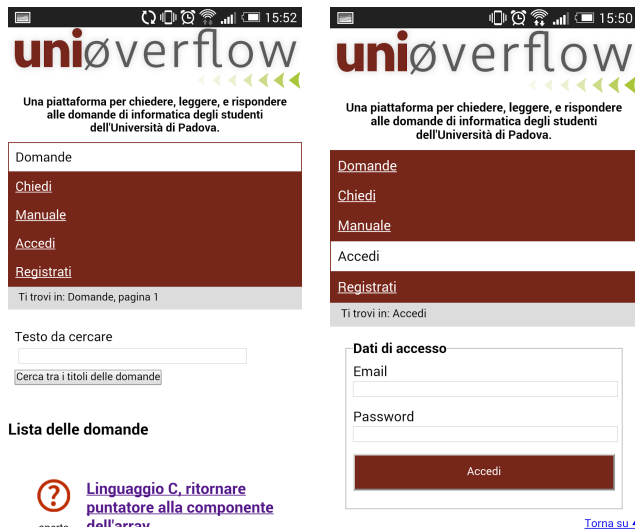 15:52
uniøverflow
Una piattaforma per chiedere, leggere, e rispondere
alle domande di informatica degli studenti
dell'Università di Padova.
Domande
Chiedi
Manuale
Accedi
Registrati
Ti trovi in: Domande, pagina 1
Testo da cercare
Cerca tra i titoli delle domande
Lista delle domande
Linguaggio C, ritornare
puntatore alla componente
dell'array
15:50
uniøverflow
Una piattaforma per chiedere, leggere, e rispondere
alle domande di informatica degli studenti
dell'Università di Padova.
Domande
Chiedi
Manuale
Accedi
Registrati
Ti trovi in: Accedi
Dati di accesso
Email
Password
Accedi
Torna su